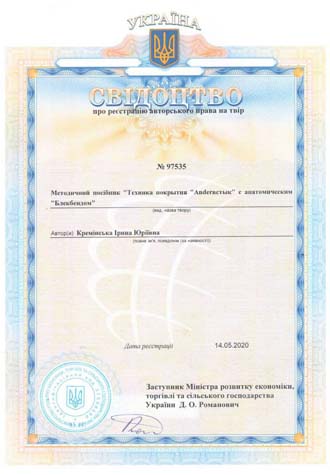 УКРАЇНА
СВІДОЦТВО
про реєстрацію авторського права на твір
№ 97535
Методичний посібник "Техника покрытия "Andeгастык" с анатомическим
"Блекбендом"
(вид, назва твору)
Автор(и) Кремінська Ірина Юріївна
(повне ім'я, псевдонім (за наявності))
Дата реєстрації 14.05.2020
Заступник Міністра розвитку економіки,
торгівлі та сільського господарства
України Д. О. Романович